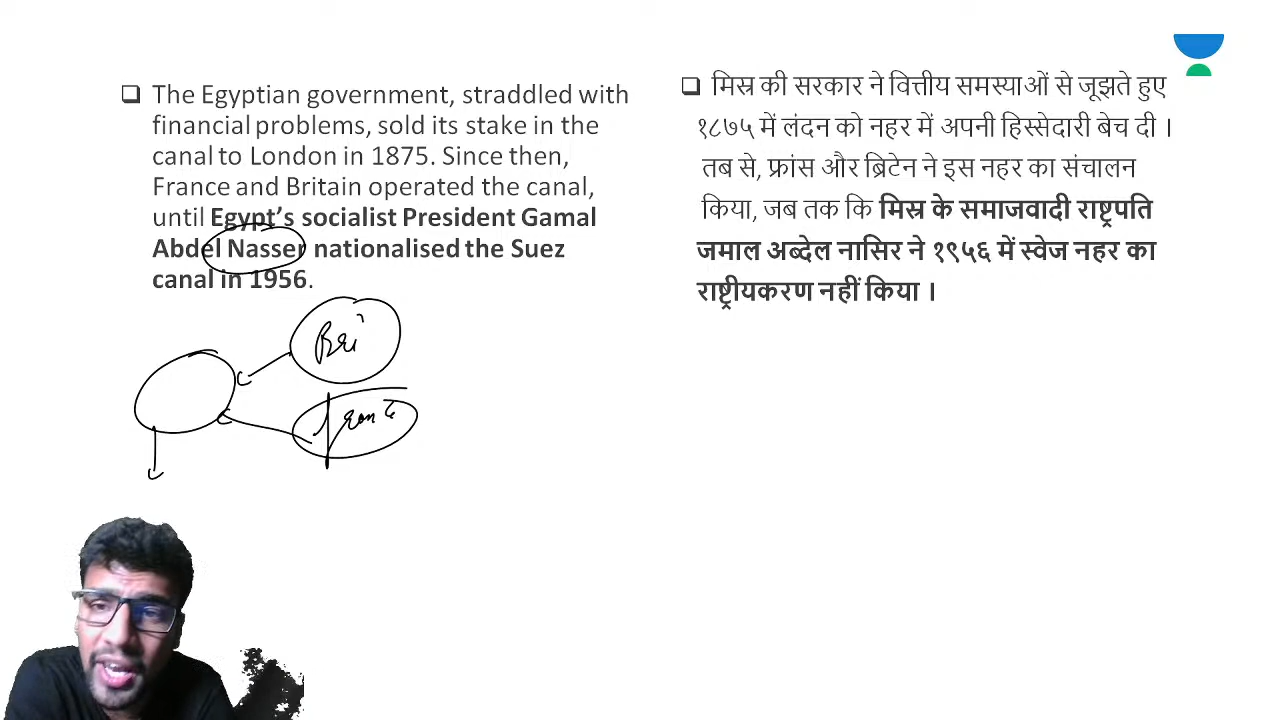 The Egyptian government, straddled with
financial problems, sold its stake in the
canal to London in 1875. Since then,
France and Britain operated the canal,
until Egypt’s socialist President Gamal
Abdel Nasser nationalised the Suez
canal in 1956.
Bri
मिस्र की सरकार ने वित्तीय समस्याओं से जूझते हुए
१८७५ में लंदन को नहर में अपनी हिस्सेदारी बेच दी ।
तब से, फ्रांस और ब्रिटेन ने इस नहर का संचालन
किया, जब तक कि मिस्र के समाजवादी राष्ट्रपति
जमाल अब्देल नासिर ने १९५६ में स्वेज नहर का
राष्ट्रीयकरण नहीं किया ।